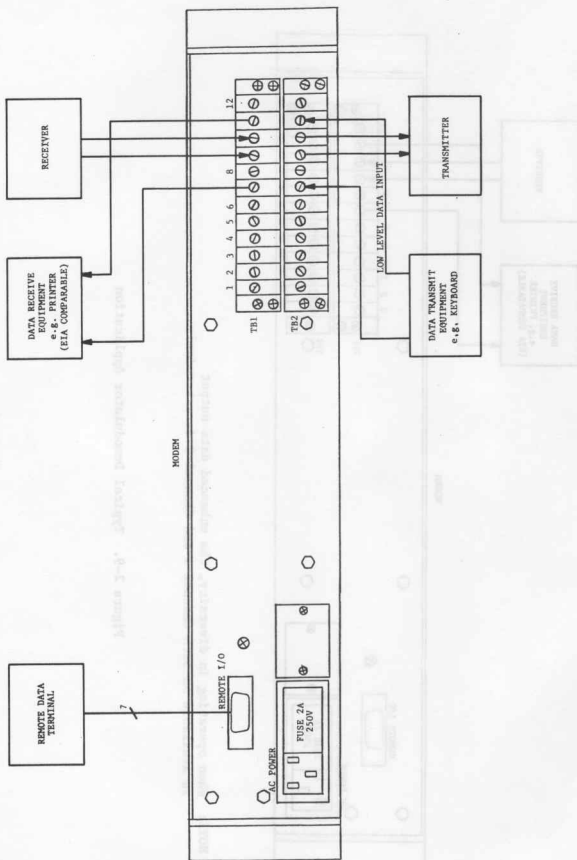 REMOTE DATA
TERMINAL
DATA RECEIVE
EQUIPMENT
e.g. PRINTER
(EIA COMPARABLE)
RECEIVER
7
MODEM
REMOTE I/O
AC POWER
FUSE 2A
250V
1 2 3 4 5 6 8 12
TB1
TB2
LOW LEVEL DATA INPUT
DATA TRANSMIT
EQUIPMENT
e.g. KEYBOARD
TRANSMITTER